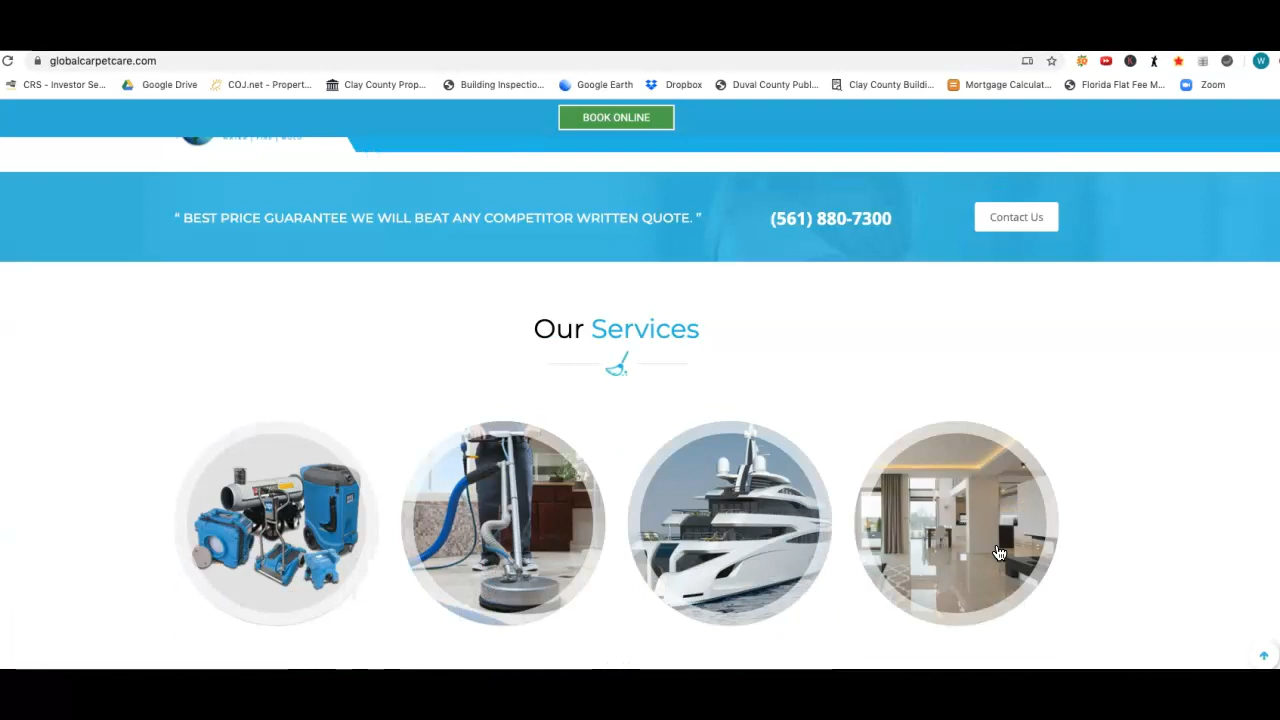 globalcarpetcare.com
W
CRS - Investor Se...
Google Drive
COJ.net - Propert...
Clay County Prop...
Building Inspectio...
Google Earth
Dropbox
Duval County Publ...
Clay County Buildi...
Mortgage Calculat...
Florida Flat Fee M...
Zoom
BOOK ONLINE
“ BEST PRICE GUARANTEE WE WILL BEAT ANY COMPETITOR WRITTEN QUOTE. ”
(561) 880-7300
Contact Us
Our Services